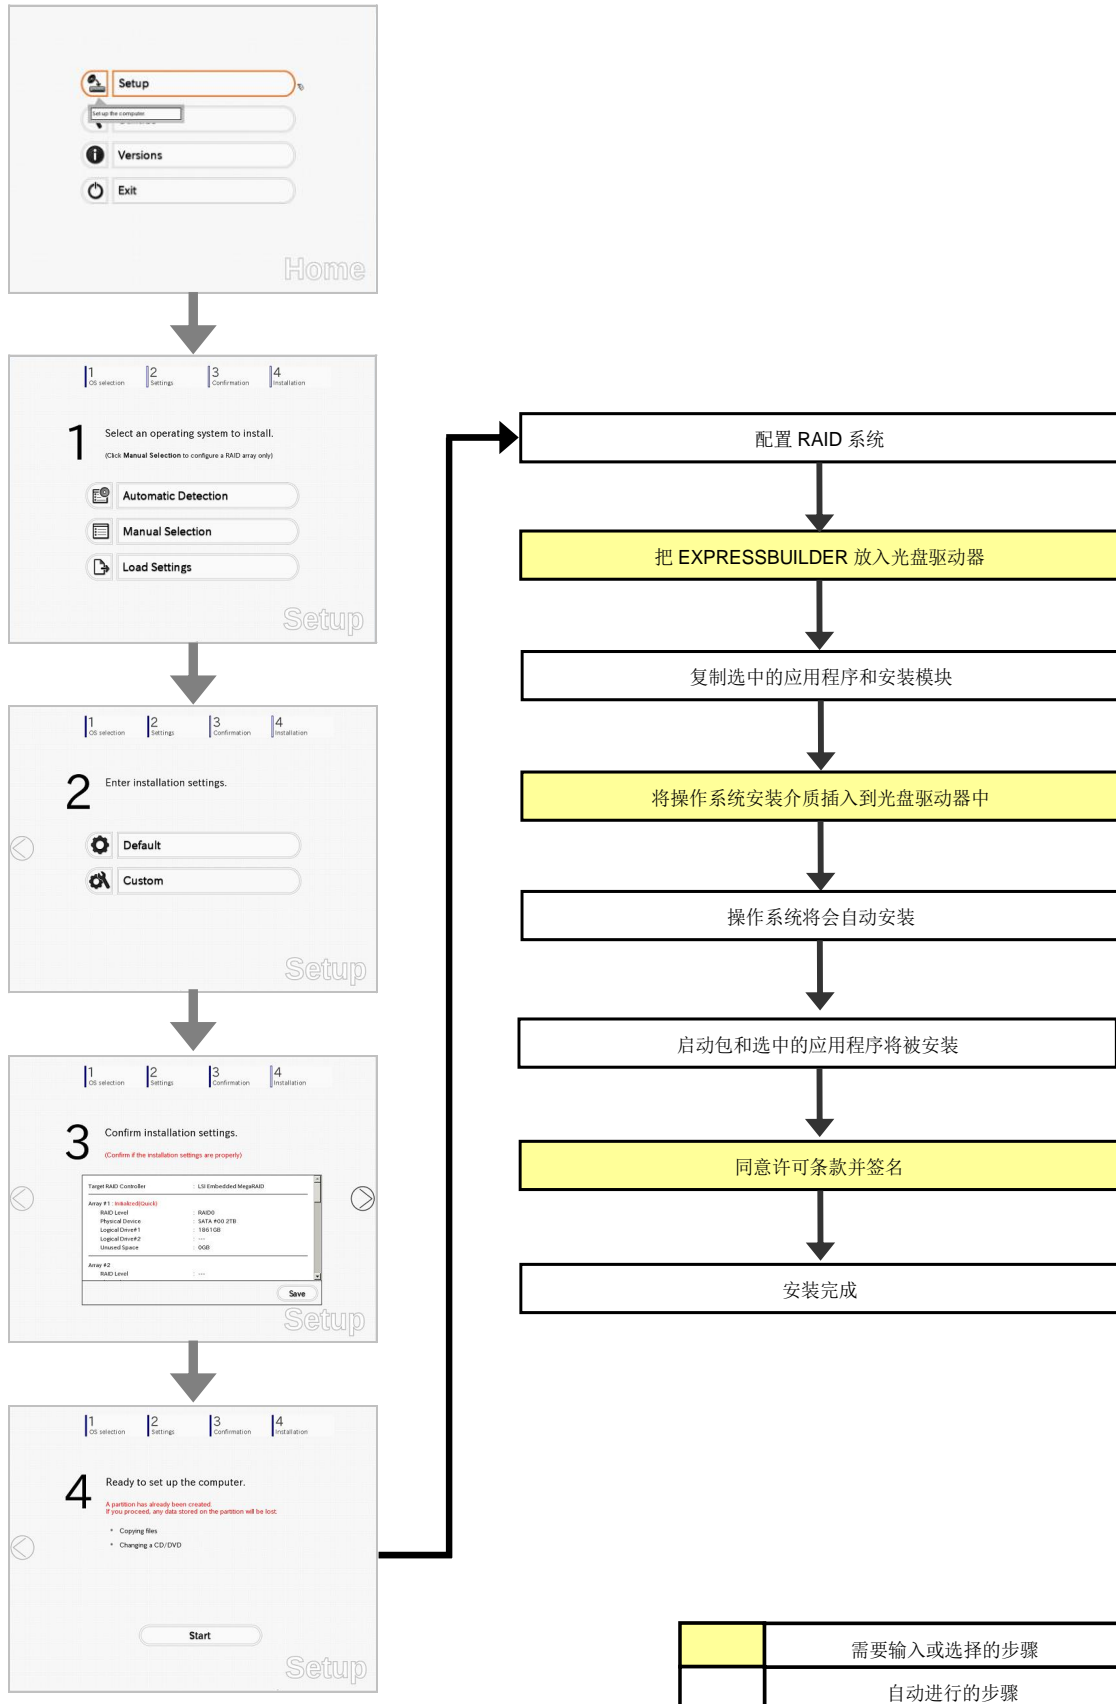 Setup
Set up the computer.
Versions
Exit
Home
1
OS selection
2
Settings
3
Confirmation
4
Installation
1
Select an operating system to install.
(Click Manual Selection to configure a RAID array only)
Automatic Detection
Manual Selection
Load Settings
Setup
1
OS selection
2
Settings
3
Confirmation
4
Installation
2
Enter installation settings.
Default
Custom
Setup
1
OS selection
2
Settings
3
Confirmation
4
Installation
3
Confirm installation settings.
(Confirm if the installation settings are properly)
Target RAID Controller : LSI Embedded MegaRAID
Array #1 : Initialized(Quick)
RAID Level : RAID0
Physical Device : SATA #00 2TB
Logical Drive#1 : 1861GB
Logical Drive#2 : ---
Unused Space : 0GB
Array #2
RAID Level : ---
Save
Setup
1
OS selection
2
Settings
3
Confirmation
4
Installation
4
Ready to set up the computer.
A partition has already been created.
If you proceed, any data stored on the partition will be lost.
* Copying files
* Changing a CD/DVD
Start
Setup
配置 RAID 系统
把 EXPRESSBUILDER 放入光盘驱动器
复制选中的应用程序和安装模块
将操作系统安装介质插入到光盘驱动器中
操作系统将会自动安装
启动包和选中的应用程序将被安装
同意许可条款并签名
安装完成
需要输入或选择的步骤
自动进行的步骤